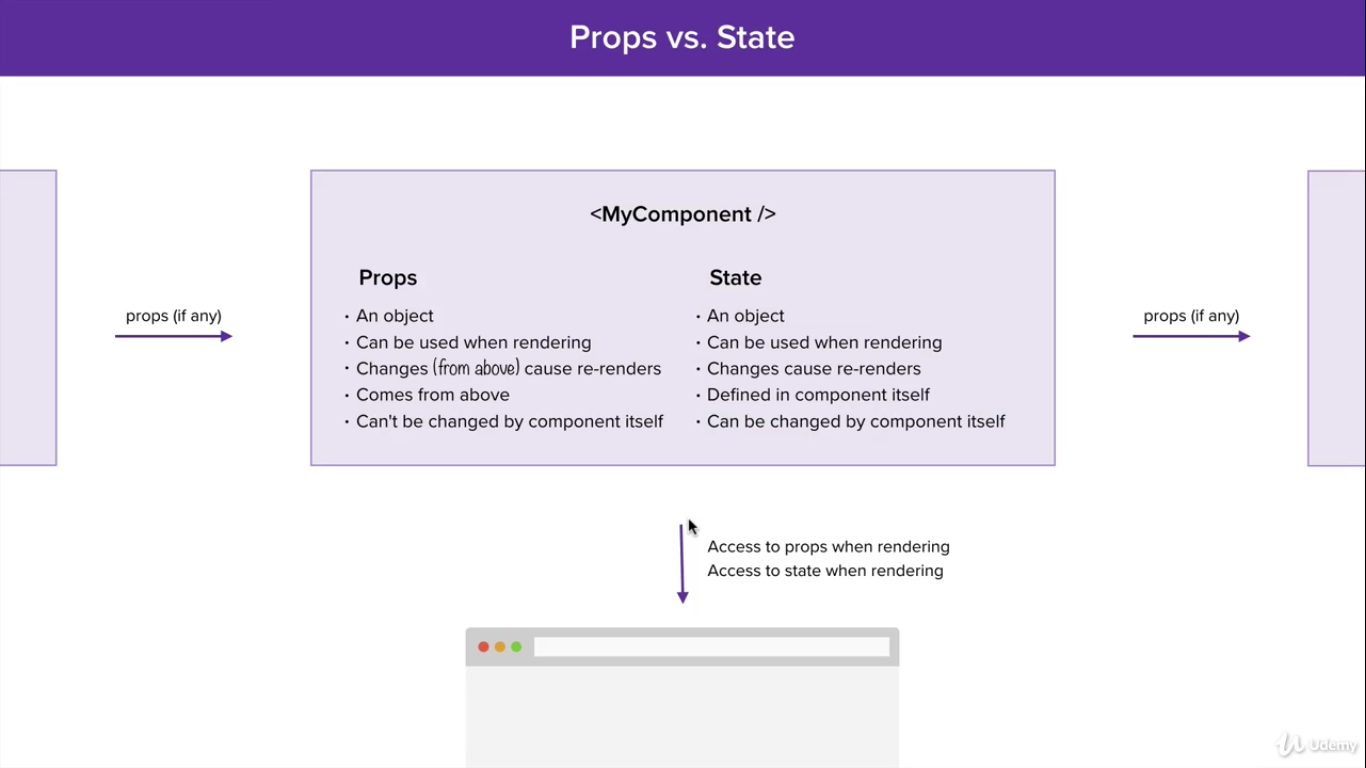 Props vs. State
<MyComponent />
props (if any)
Props
• An object
• Can be used when rendering
• Changes (from above) cause re-renders
• Comes from above
• Can't be changed by component itself
State
• An object
• Can be used when rendering
• Changes cause re-renders
• Defined in component itself
• Can be changed by component itself
props (if any)
Access to props when rendering
Access to state when rendering
Udemy